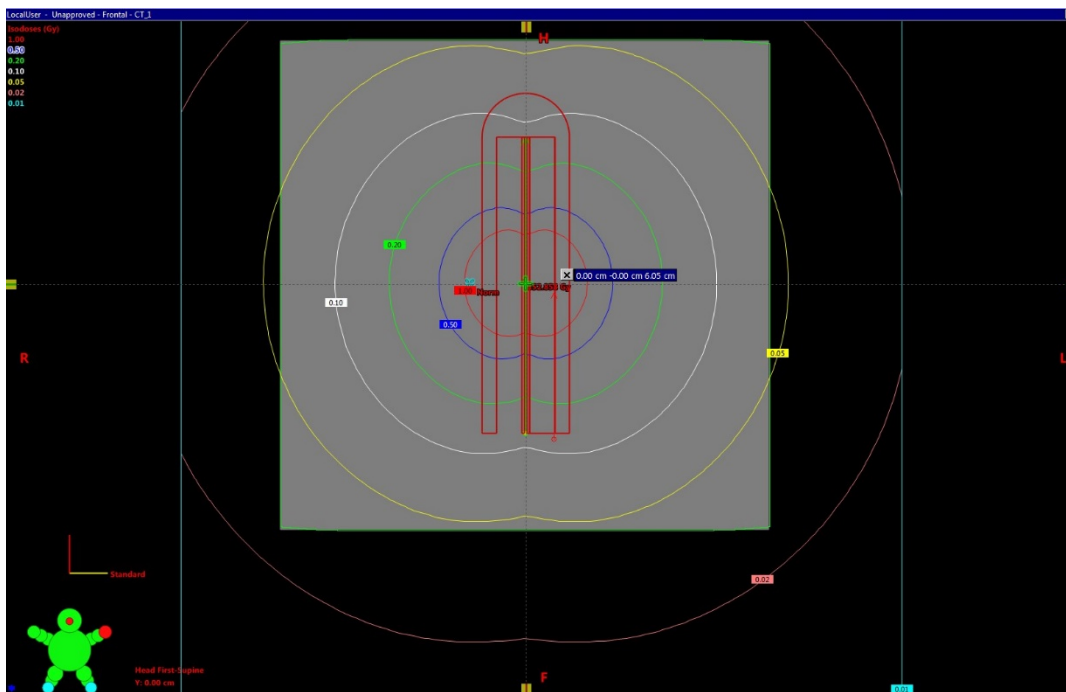 LocalUser - Unapproved - Frontal - CT_1
Isodoses (Gy)
1.00
0.50
0.20
0.10
0.05
0.02
0.01
H
0.20
0.00 cm -0.00 cm 6.05 cm
1.00
0.10
0.50
R
L
0.05
Standard
0.02
Head First-Supine
Y: 0.00 cm
F
0.01